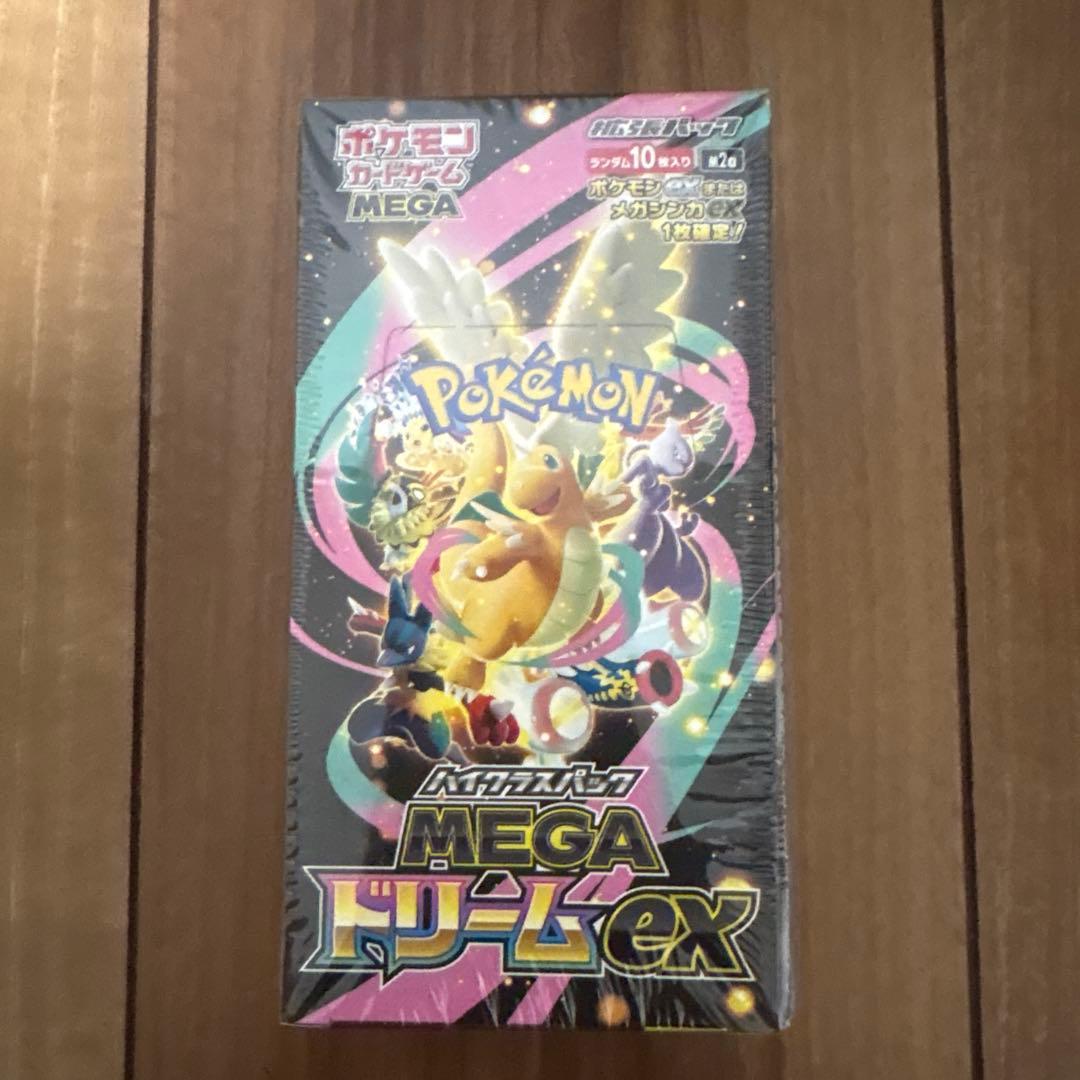 ポケモン
カードゲーム
MEGA
拡張パック
ランダム10枚入り
ポケモンexまたは
メガシンカex
1枚確定!
POKÉMON
ハイクラスパック
MEGA
ドリームex